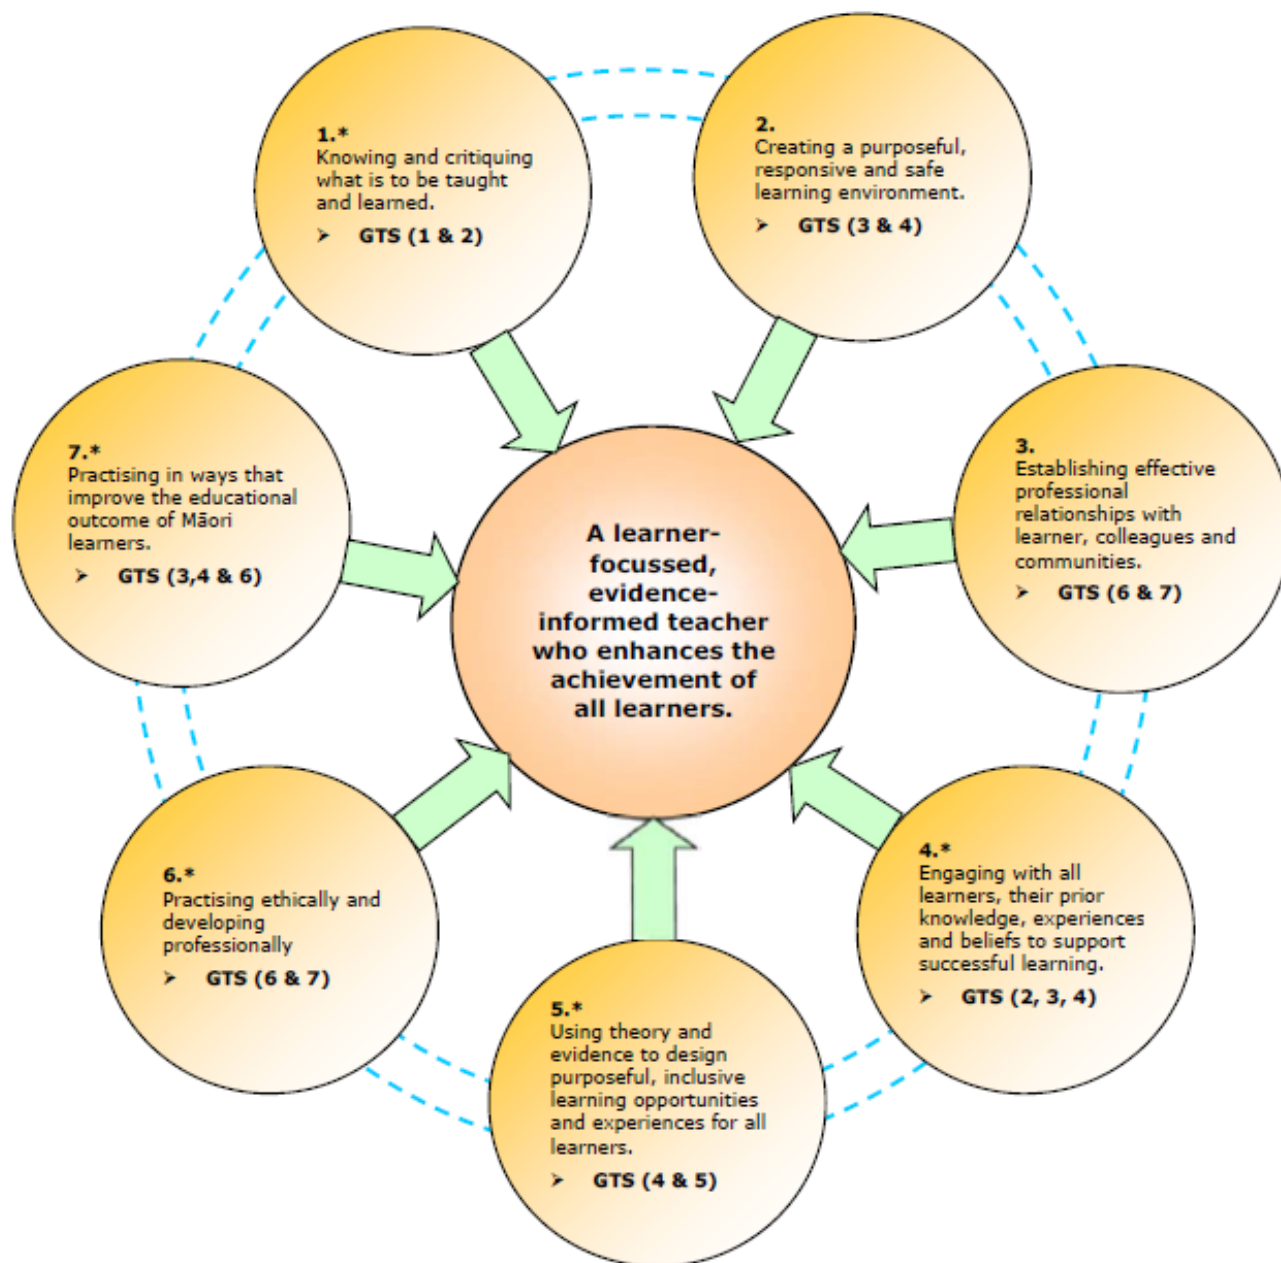 1.*
Knowing and critiquing
what is to be taught
and learned.
➢ GTS (1 & 2)
2.
Creating a purposeful,
responsive and safe
learning environment.
➢ GTS (3 & 4)
3.
Establishing effective
professional
relationships with
learner, colleagues and
communities.
➢ GTS (6 & 7)
4.*
Engaging with all
learners, their prior
knowledge, experiences
and beliefs to support
successful learning.
➢ GTS (2, 3, 4)
5.*
Using theory and
evidence to design
purposeful, inclusive
learning opportunities
and experiences for all
learners.
➢ GTS (4 & 5)
6.*
Practising ethically and
developing
professionally
➢ GTS (6 & 7)
7.*
Practising in ways that
improve the educational
outcome of Māori
learners.
➢ GTS (3,4 & 6)
A learner-
focussed,
evidence-
informed teacher
who enhances the
achievement of
all learners.